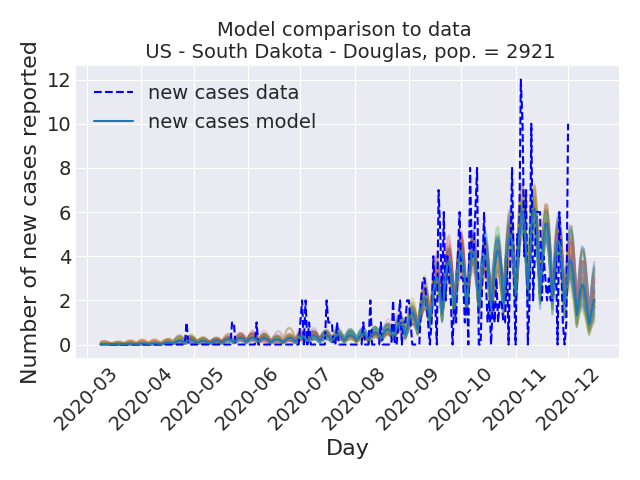 Model comparison to data
US - South Dakota - Douglas, pop. = 2921
Number of new cases reported
12
10
8
6
4
2
0
new cases data
new cases model
2020-03
2020-04
2020-05
2020-06
2020-07
2020-08
2020-09
2020-10
2020-11
2020-12
Day